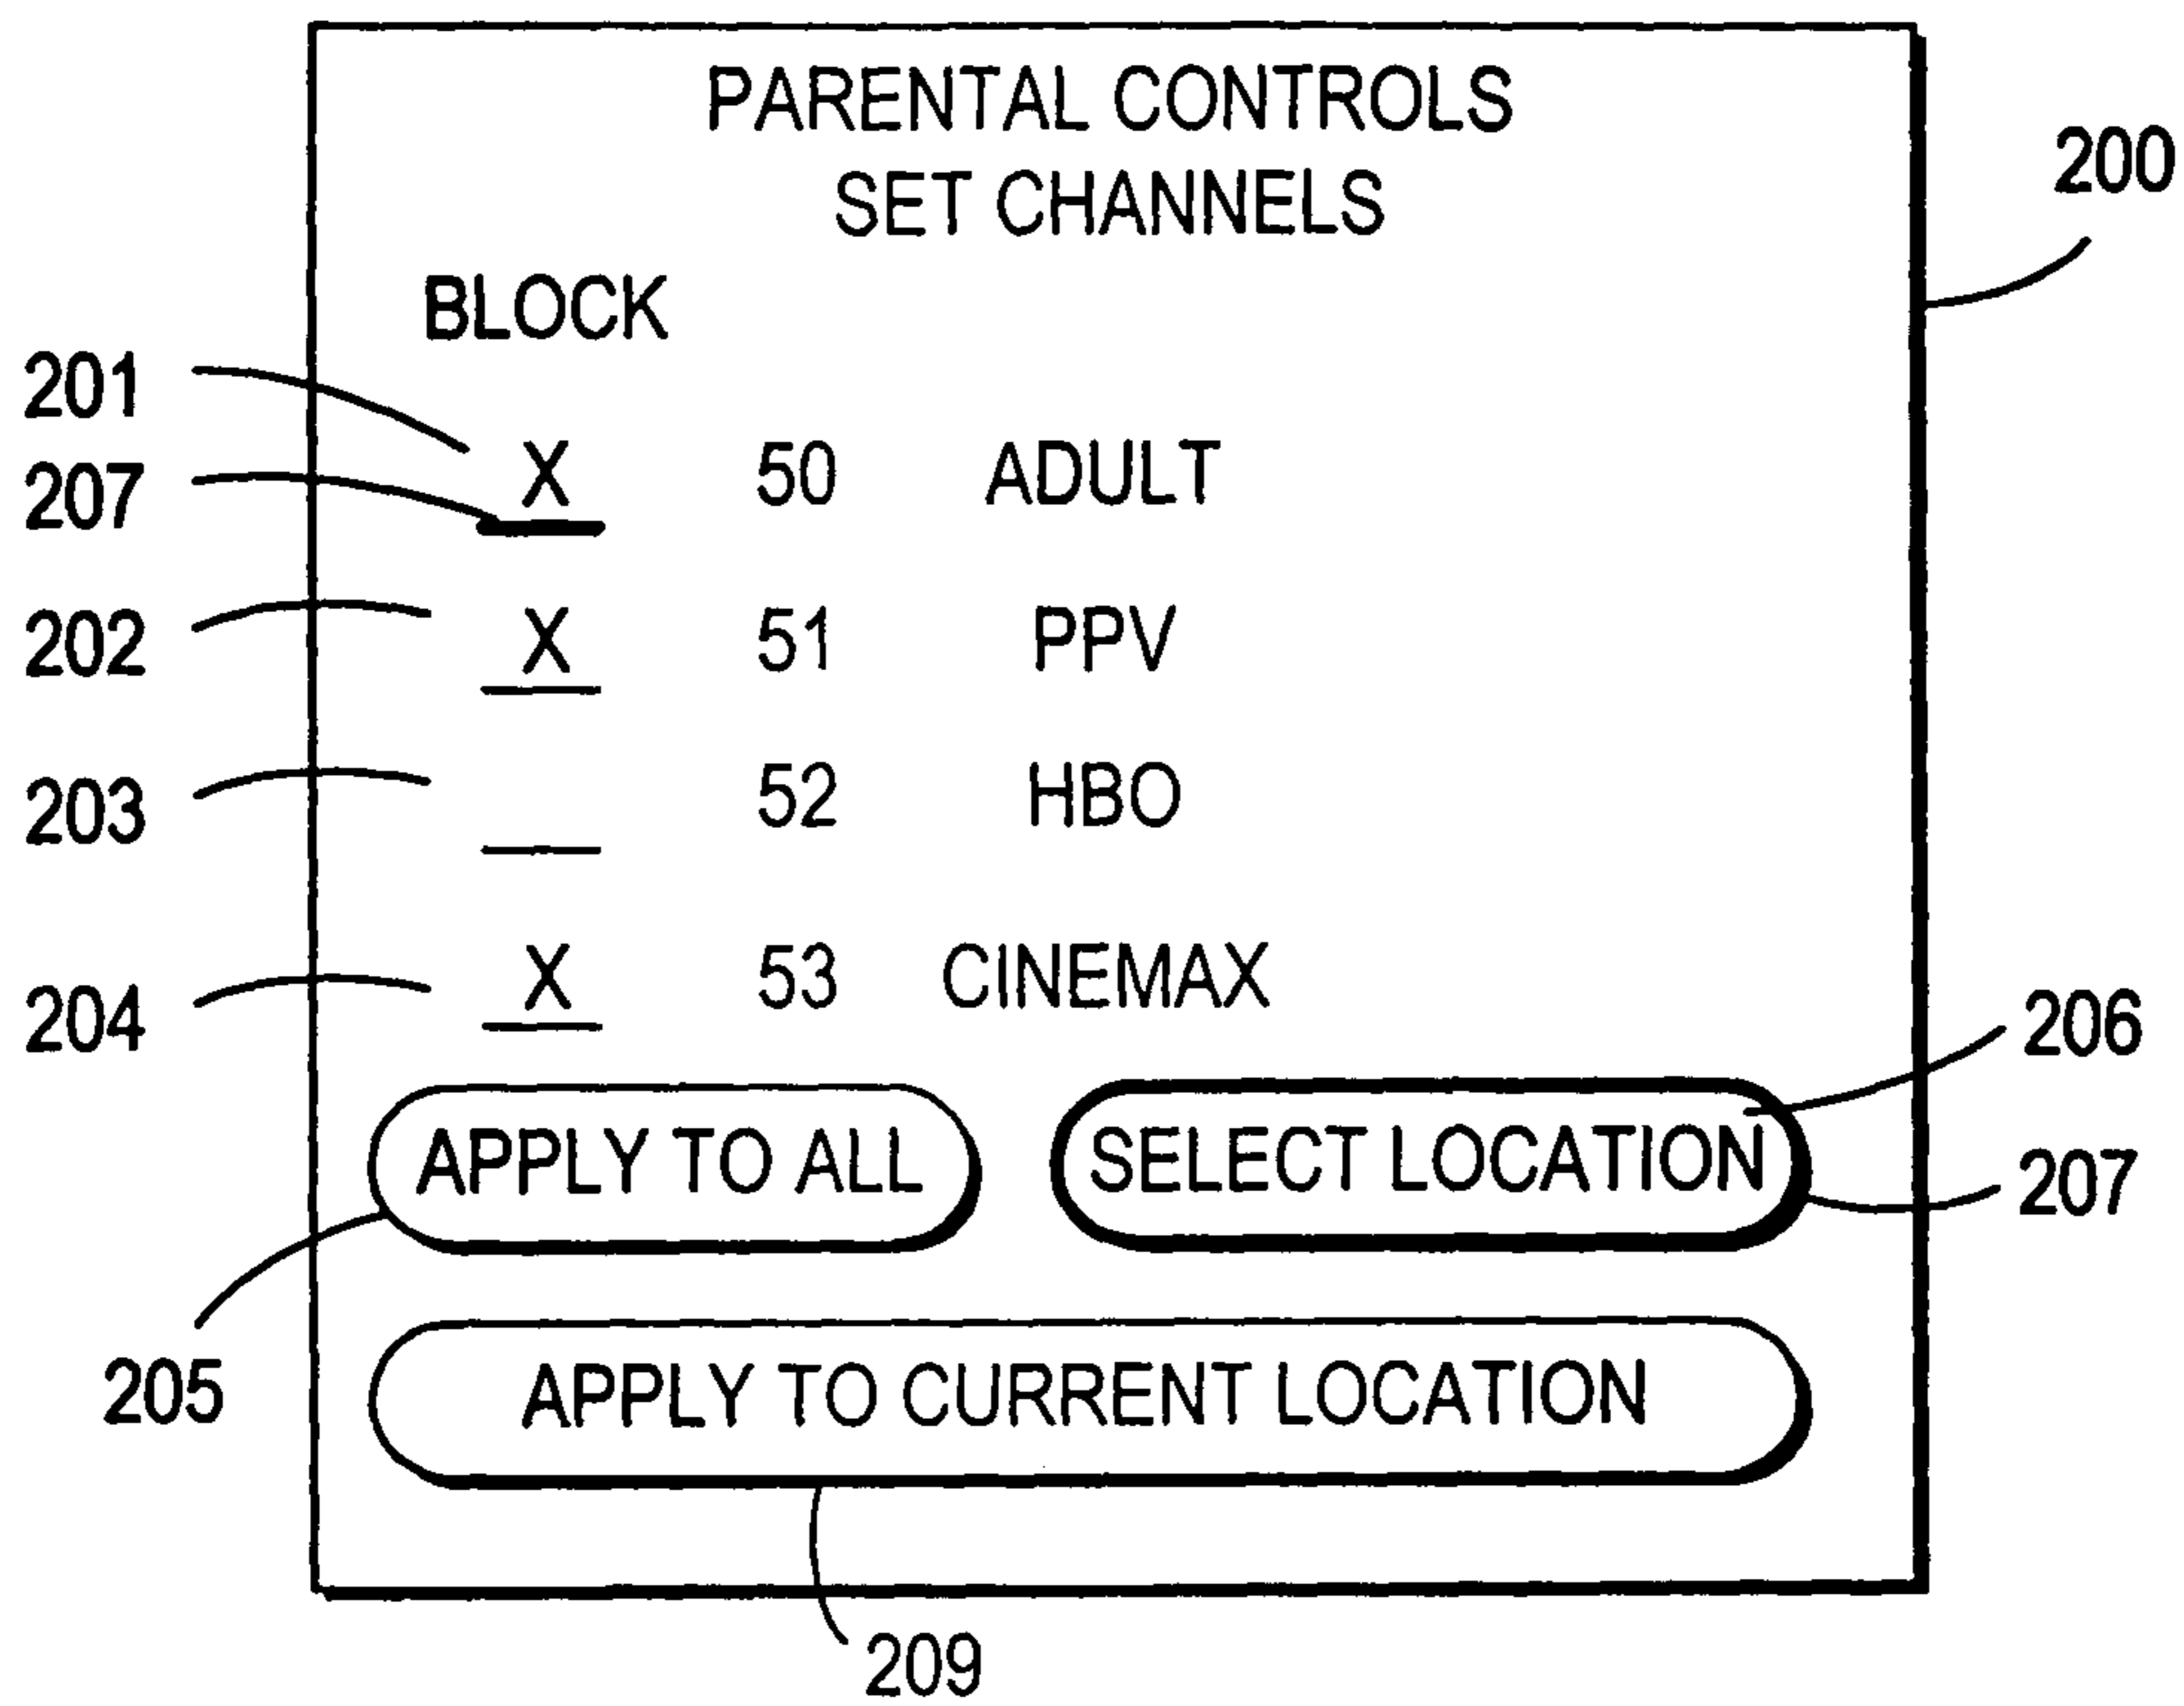 PARENTAL CONTROLS
200
SET CHANNELS
BLOCK
201
X 50 ADULT
207
202 X 51 PPV
203 52 HBO
204 X 53 CINEMAX
206
APPLY TO ALL SELECT LOCATION
207
205 APPLY TO CURRENT LOCATION
209